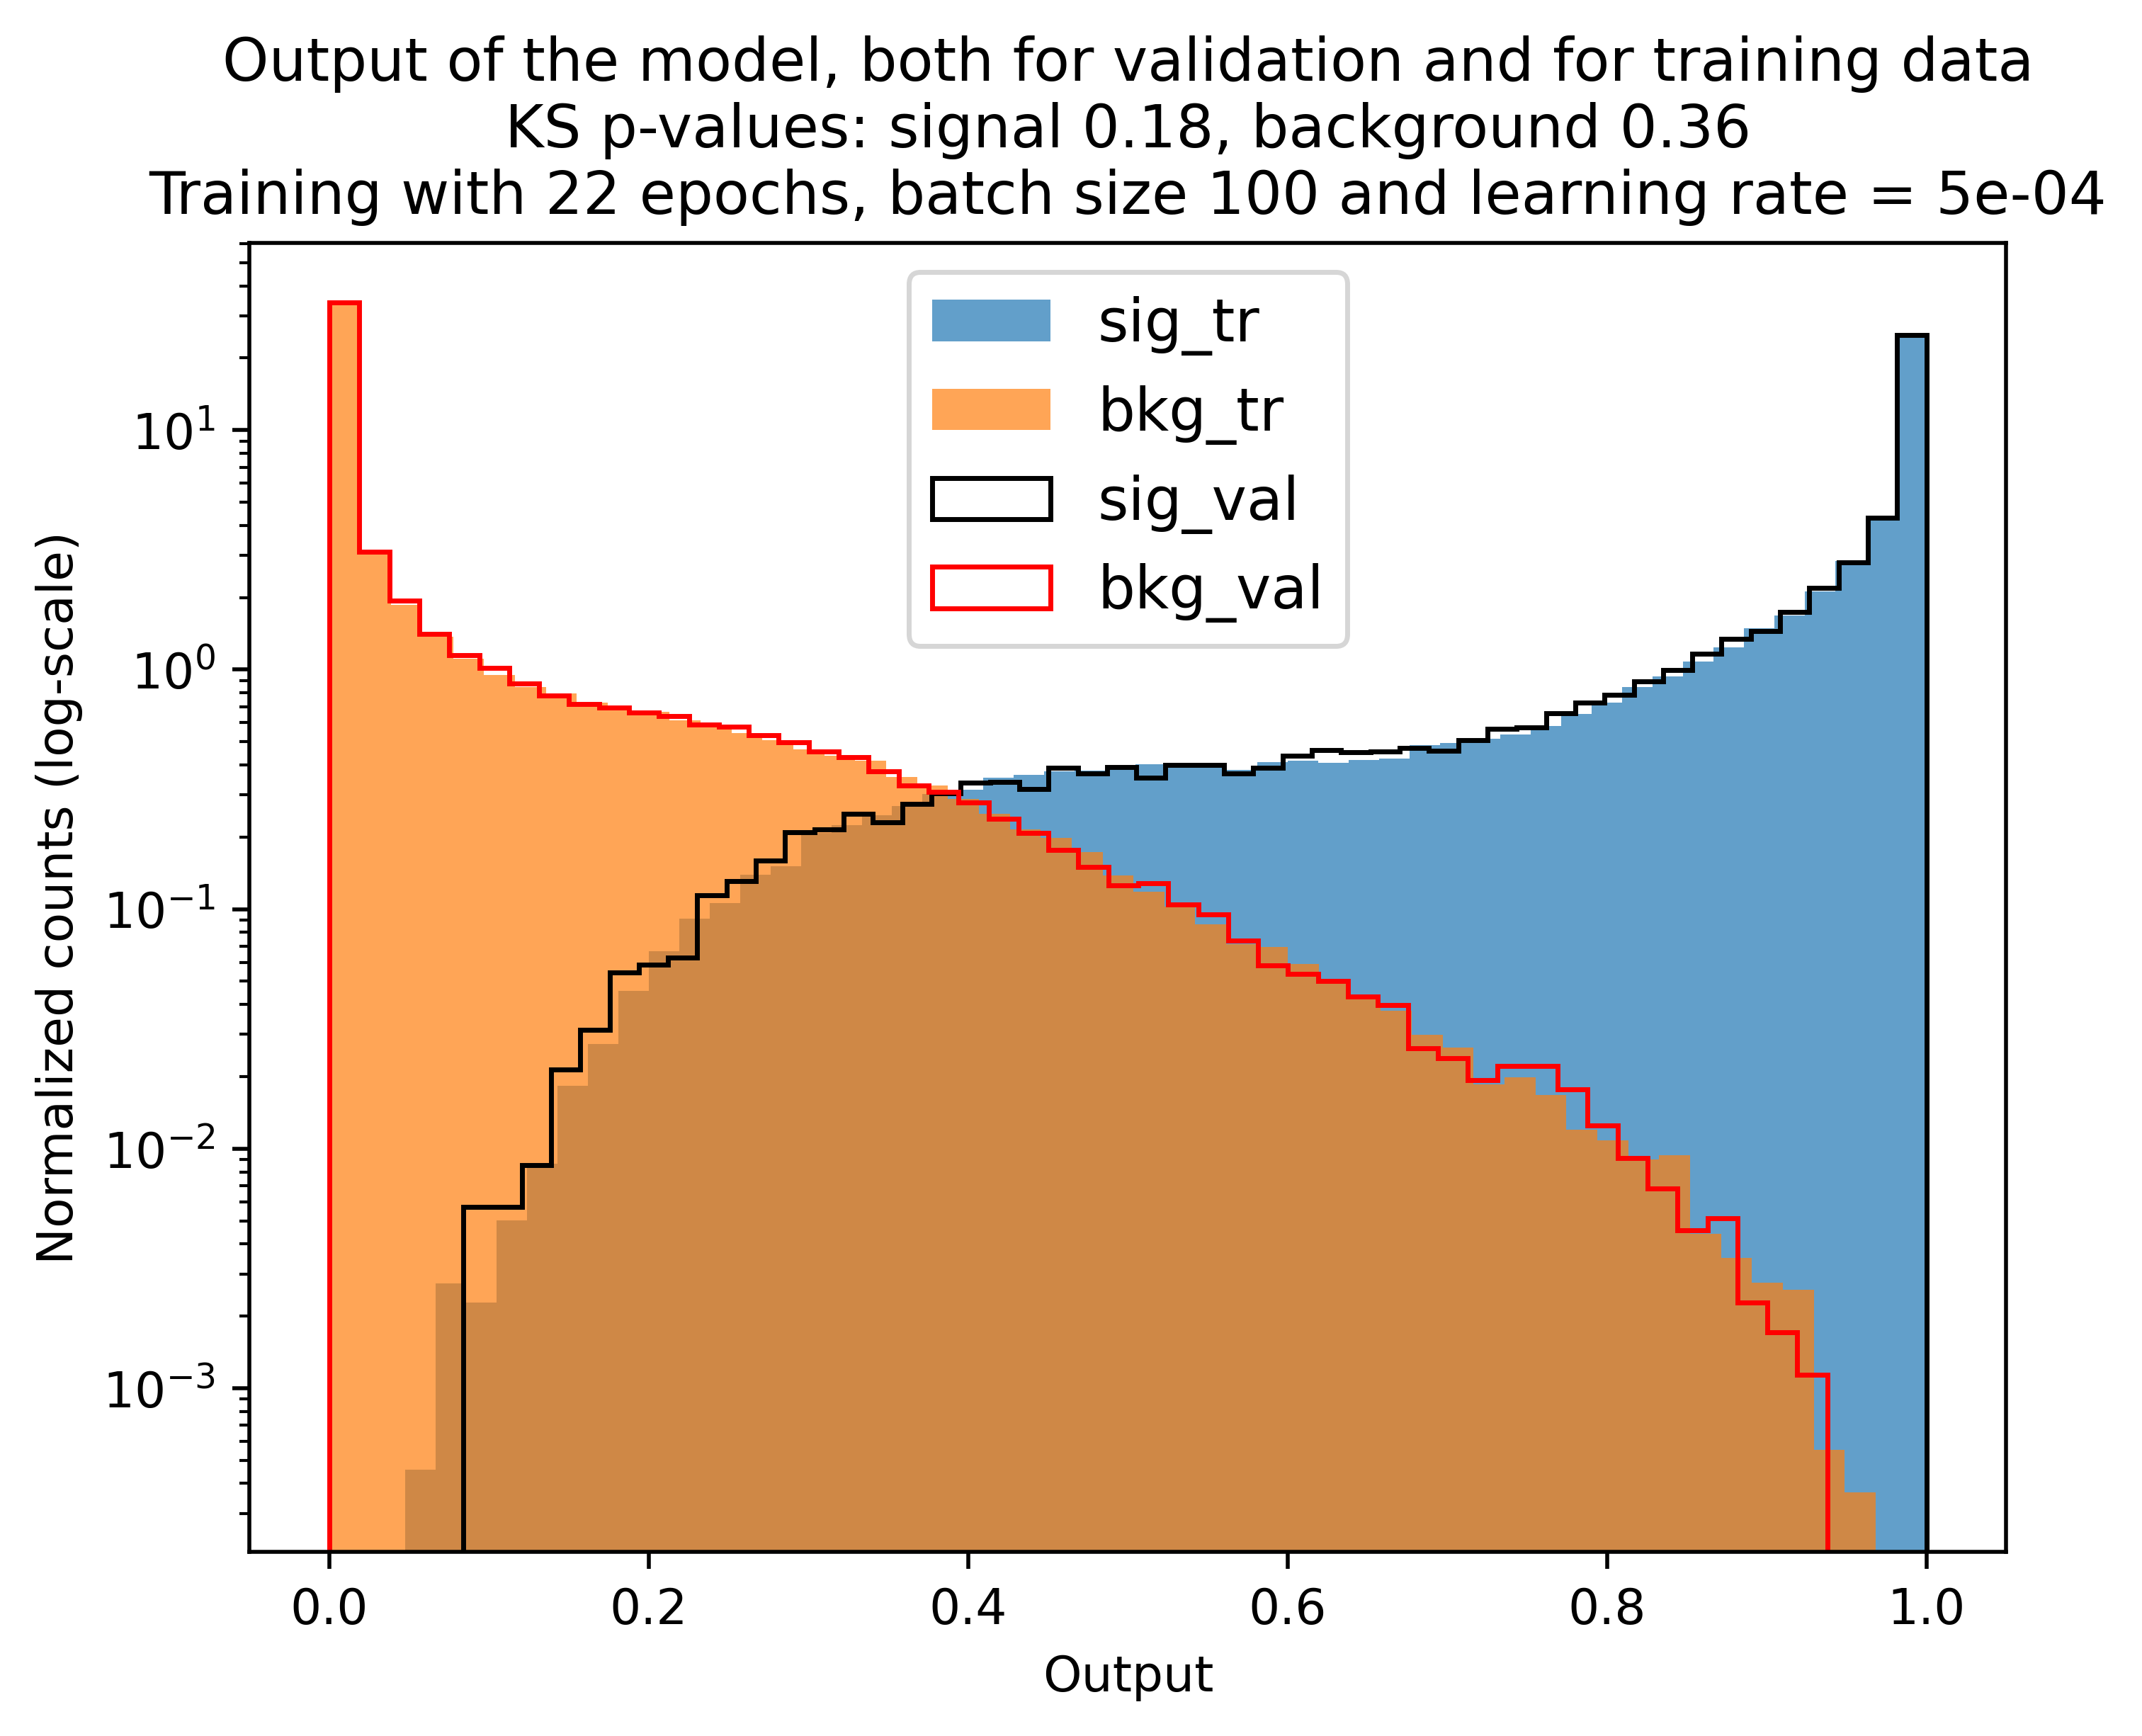 Output of the model, both for validation and for training data
KS p-values: signal 0.18, background 0.36
Training with 22 epochs, batch size 100 and learning rate = 5e-04
sig_tr
bkg_tr
sig_val
bkg_val
Normalized counts (log-scale)
10¹
10⁰
10⁻¹
10⁻²
10⁻³
0.0 0.2 0.4 0.6 0.8 1.0
Output